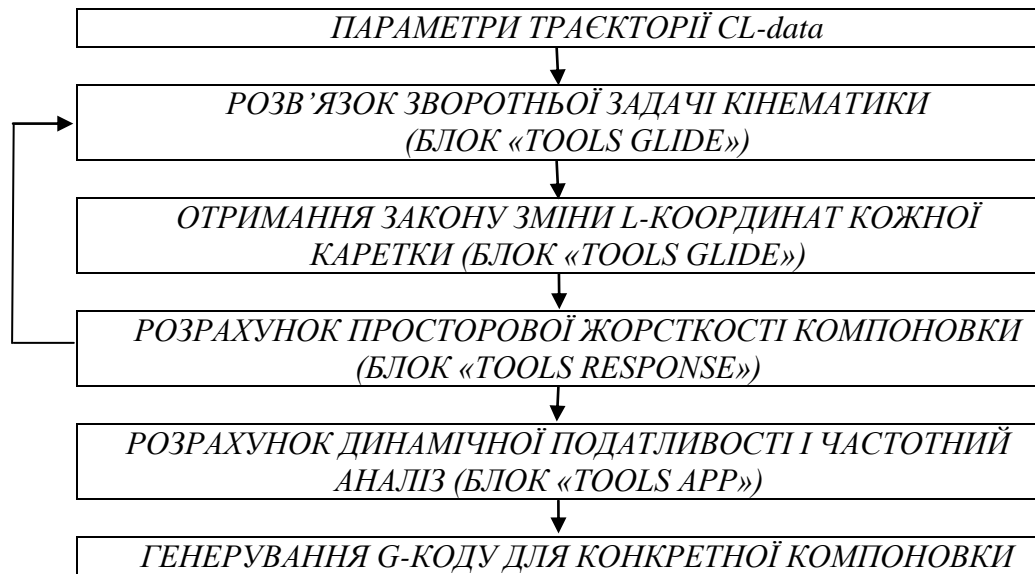 ПАРАМЕТРИ ТРАЄКТОРІЇ CL-data
РОЗВ’ЯЗОК ЗВОРОТНЬОЇ ЗАДАЧІ КІНЕМАТИКИ
(БЛОК «TOOLS GLIDE»)
ОТРИМАННЯ ЗАКОНУ ЗМІНИ L-КООРДИНАТ КОЖНОЇ
КАРЕТКИ (БЛОК «TOOLS GLIDE»)
РОЗРАХУНОК ПРОСТОРОВОЇ ЖОРСТКОСТІ КОМПОНОВКИ
(БЛОК «TOOLS RESPONSE»)
РОЗРАХУНОК ДИНАМІЧНОЇ ПОДАТЛИВОСТІ І ЧАСТОТНИЙ
АНАЛІЗ (БЛОК «TOOLS APP»)
ГЕНЕРУВАННЯ G-КОДУ ДЛЯ КОНКРЕТНОЇ КОМПОНОВКИ